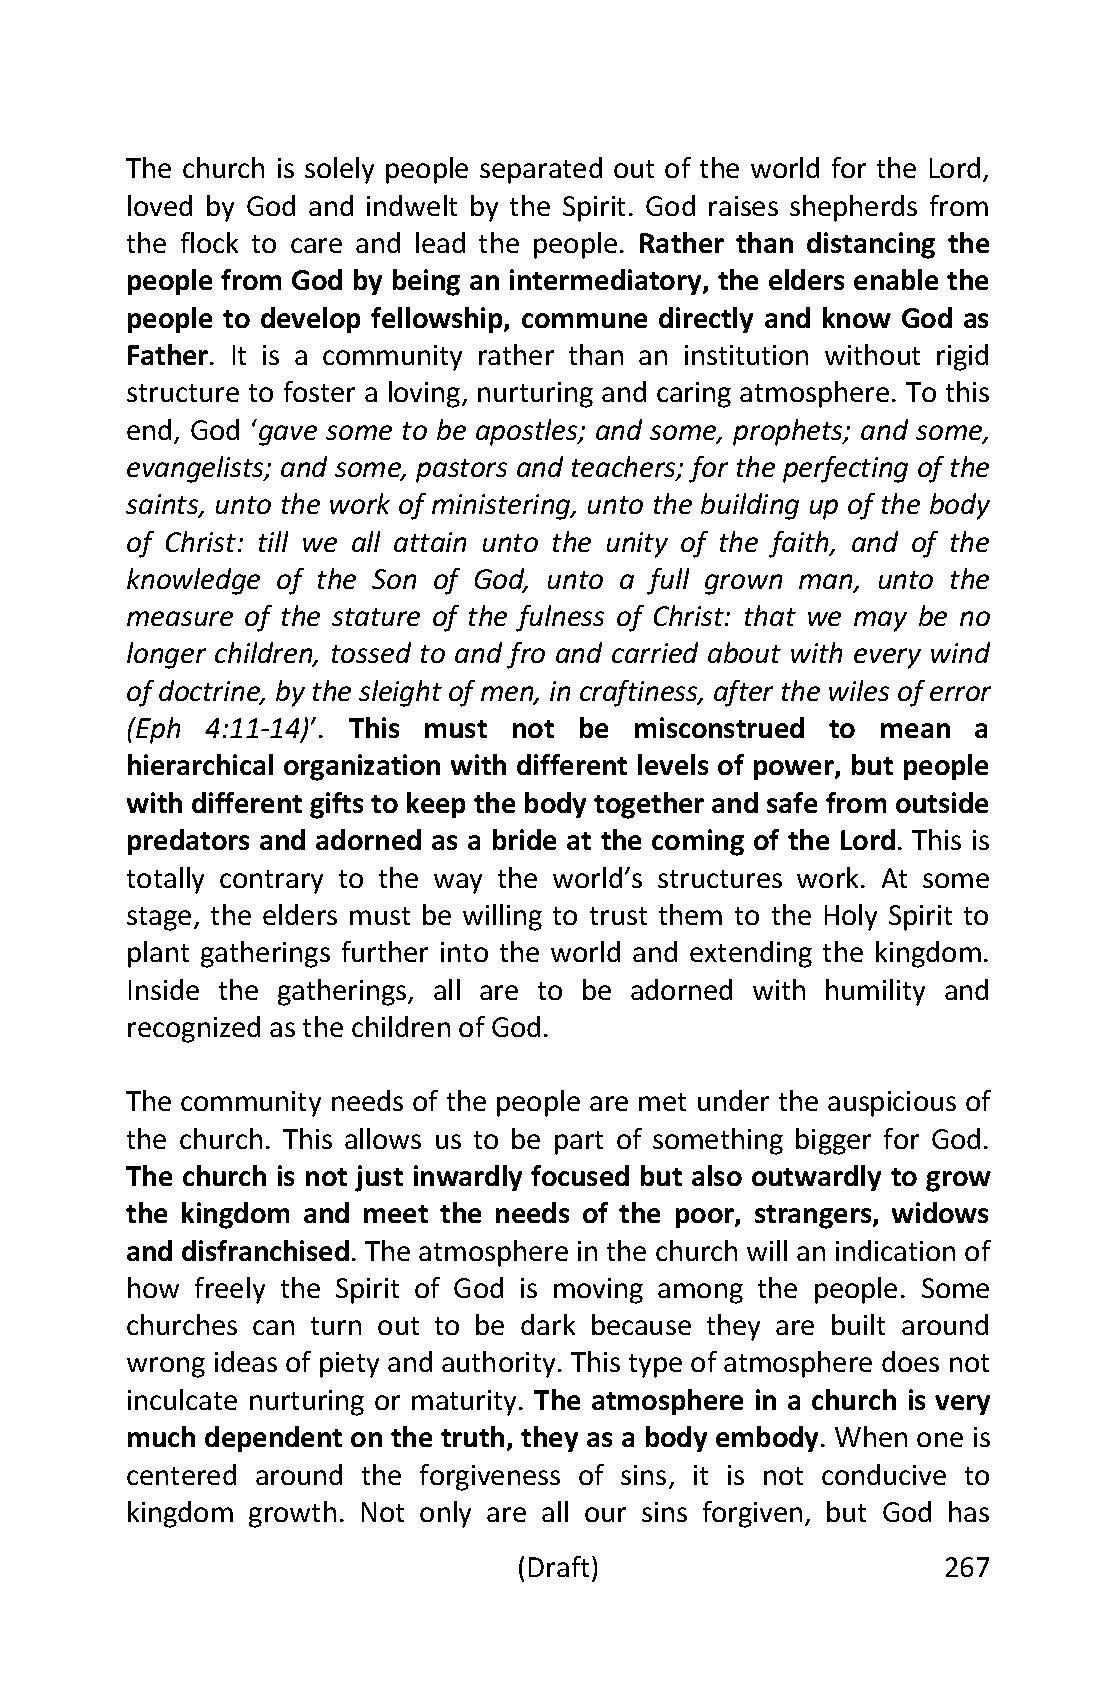 The church is solely people separated out of the world for the Lord,
loved by God and indwelt by the Spirit. God raises shepherds from
the flock to care and lead the people. Rather than distancing the
people from God by being an intermediatory, the elders enable the
people to develop fellowship, commune directly and know God as
Father. It is a community rather than an institution without rigid
structure to foster a loving, nurturing and caring atmosphere. To this
end, God ‘gave some to be apostles; and some, prophets; and some,
evangelists; and some, pastors and teachers; for the perfecting of the
saints, unto the work of ministering, unto the building up of the body
of Christ: till we all attain unto the unity of the faith, and of the
knowledge of the Son of God, unto a full grown man, unto the
measure of the stature of the fulness of Christ: that we may be no
longer children, tossed to and fro and carried about with every wind
of doctrine, by the sleight of men, in craftiness, after the wiles of error
(Eph 4:11-14)’. This must not be misconstrued to mean a
hierarchical organization with different levels of power, but people
with different gifts to keep the body together and safe from outside
predators and adorned as a bride at the coming of the Lord. This is
totally contrary to the way the world’s structures work. At some
stage, the elders must be willing to trust them to the Holy Spirit to
plant gatherings further into the world and extending the kingdom.
Inside the gatherings, all are to be adorned with humility and
recognized as the children of God.
The community needs of the people are met under the auspicious of
the church. This allows us to be part of something bigger for God.
The church is not just inwardly focused but also outwardly to grow
the kingdom and meet the needs of the poor, strangers, widows
and disfranchised. The atmosphere in the church will an indication of
how freely the Spirit of God is moving among the people. Some
churches can turn out to be dark because they are built around
wrong ideas of piety and authority. This type of atmosphere does not
inculcate nurturing or maturity. The atmosphere in a church is very
much dependent on the truth, they as a body embody. When one is
centered around the forgiveness of sins, it is not conducive to
kingdom growth. Not only are all our sins forgiven, but God has
(Draft) 267